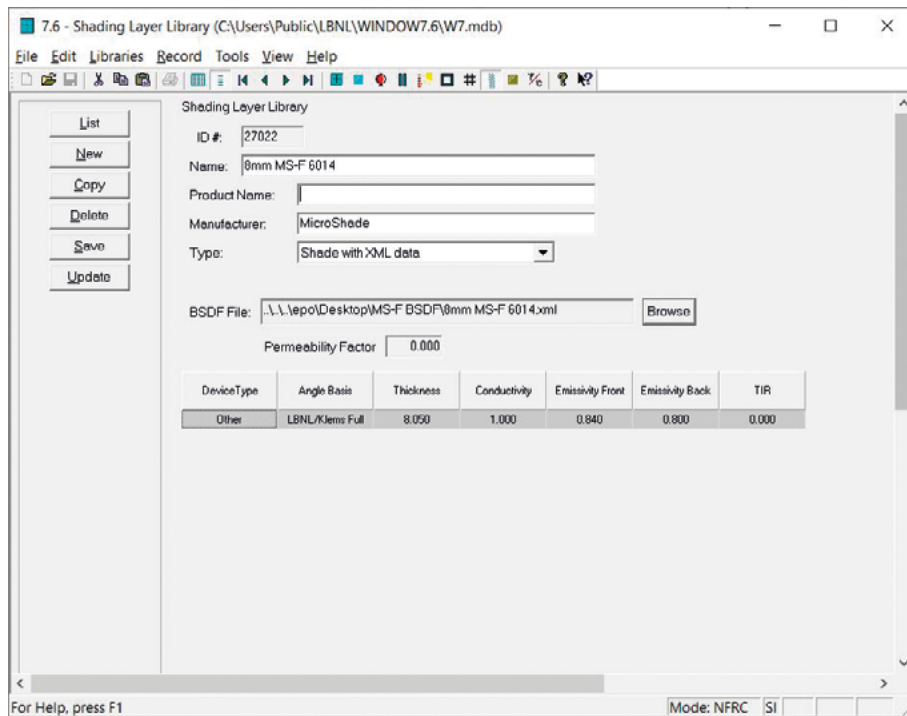 7.6 - Shading Layer Library (C:\Users\Public\LBNL\WINDOW7.6\W7.mdb)
File Edit Libraries Record Tools View Help
List
New
Copy
Delete
Save
Update
Shading Layer Library
ID #: 27022
Name: 8mm MS-F 6014
Product Name:
Manufacturer: MicroShade
Type: Shade with XML data
BSDF File: ..\..\..\epo\Desktop\MS-F BSDF\8mm MS-F 6014.xml Browse
Permeability Factor 0.000
DeviceType Angle Basis Thickness Conductivity Emissivity Front Emissivity Back TIR
Other LBNL/Klems Full 8.050 1.000 0.840 0.800 0.000
For Help, press F1 Mode: NFRC SI